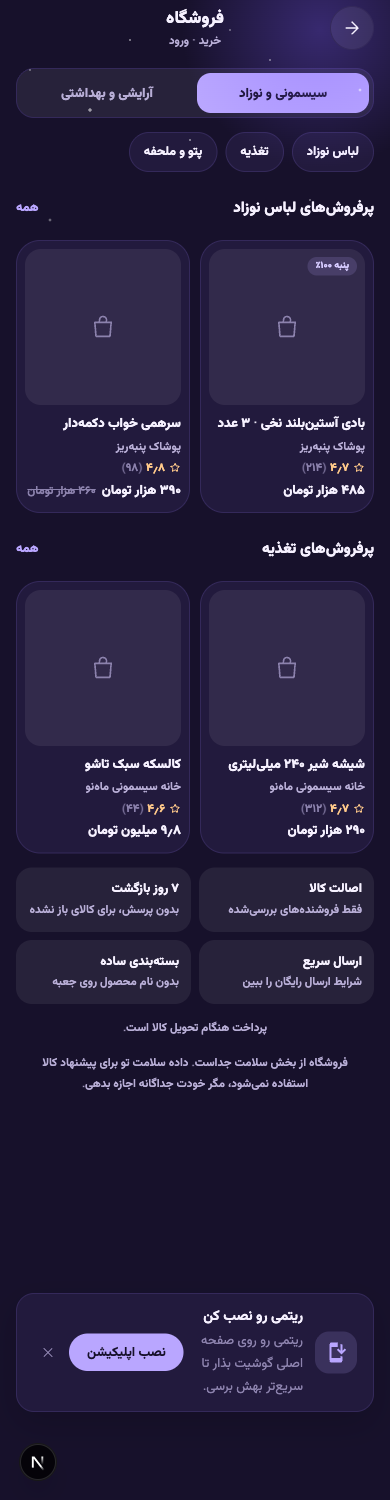 فروشگاه
خرید · ورود
سیسمونی و نوزاد
آرایشی و بهداشتی
لباس نوزاد
تغذیه
پتو و ملحفه
پرفروش‌های لباس نوزاد
همه
پنبه ۱۰۰٪
بادی آستین‌بلند نخی · ۳ عدد
پوشاک پنبه‌ریز
۴٫۷ (۲۱۴)
۴۸۵ هزار تومان
سرهمی خواب دکمه‌دار
پوشاک پنبه‌ریز
۴٫۸ (۹۸)
۳۹۰ هزار تومان ۴۶۰ هزار تومان
پرفروش‌های تغذیه
همه
شیشه شیر ۲۴۰ میلی‌لیتری
خانه سیسمونی ماه‌نو
۴٫۷ (۳۱۲)
۲۹۰ هزار تومان
کالسکه سبک تاشو
خانه سیسمونی ماه‌نو
۴٫۶ (۴۴)
۹٫۸ میلیون تومان
اصالت کالا
فقط فروشنده‌های بررسی‌شده
۷ روز بازگشت
بدون پرسش، برای کالای باز نشده
ارسال سریع
شرایط ارسال رایگان را ببین
بسته‌بندی ساده
بدون نام محصول روی جعبه
پرداخت هنگام تحویل کالا است.
فروشگاه از بخش سلامت جداست. داده سلامت تو برای پیشنهاد کالا
استفاده نمی‌شود، مگر خودت جداگانه اجازه بدهی.
ریتمی رو نصب کن
ریتمی رو روی صفحه
اصلی گوشیت بذار تا
سریع‌تر بهش برسی.
نصب اپلیکیشن
N